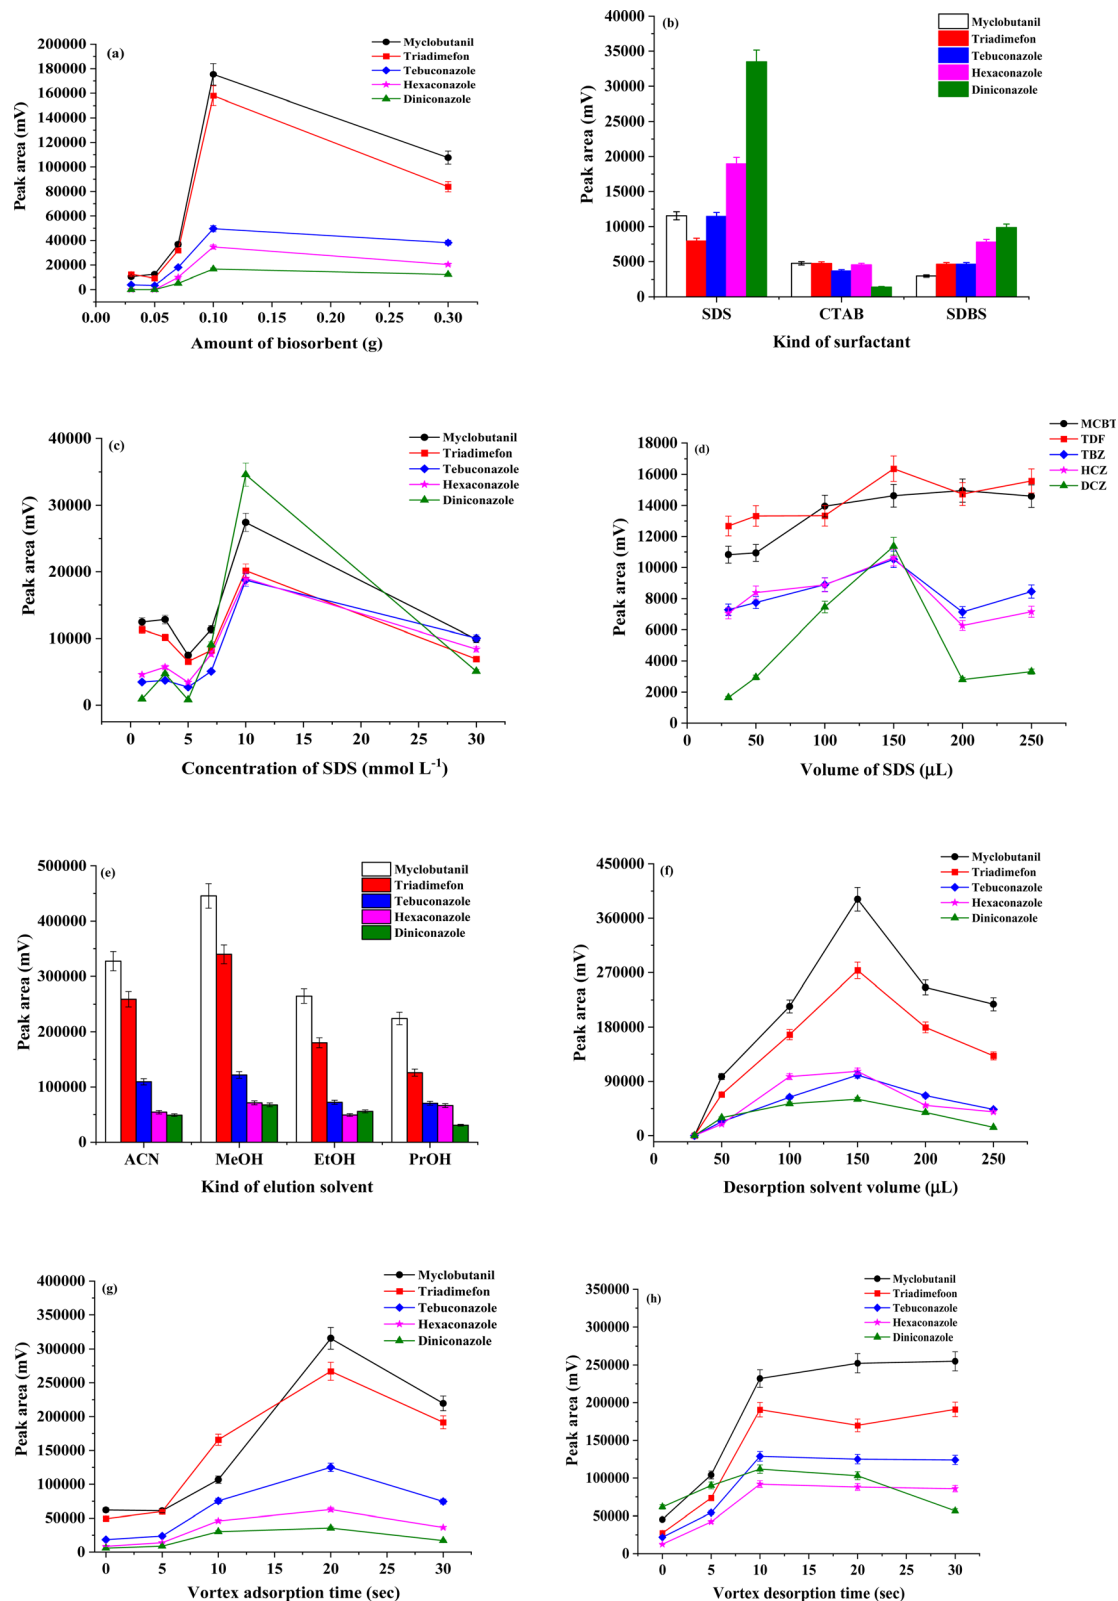 (a)
Myclobutanil
Triadimefon
Tebuconazole
Hexaconazole
Diniconazole
200000
180000
160000
140000
120000
100000
80000
60000
40000
20000
0
Peak area (mV)
0.00 0.05 0.10 0.15 0.20 0.25 0.30
Amount of biosorbent (g)
(b)
Myclobutanil
Triadimefon
Tebuconazole
Hexaconazole
Diniconazole
40000
35000
30000
25000
20000
15000
10000
5000
0
Peak area (mV)
SDS CTAB SDBS
Kind of surfactant
(c)
Myclobutanil
Triadimefon
Tebuconazole
Hexaconazole
Diniconazole
40000
30000
20000
10000
0
Peak area (mV)
0 5 10 15 20 25 30
Concentration of SDS (mmol L⁻¹)
(d)
MCBT
TDF
TBZ
HCZ
DCZ
18000
16000
14000
12000
10000
8000
6000
4000
2000
0
Peak area (mV)
0 50 100 150 200 250
Volume of SDS (μL)
(e)
Myclobutanil
Triadimefon
Tebuconazole
Hexaconazole
Diniconazole
500000
400000
300000
200000
100000
0
Peak area (mV)
ACN MeOH EtOH PrOH
Kind of elution solvent
(f)
Myclobutanil
Triadimefon
Tebuconazole
Hexaconazole
Diniconazole
450000
360000
270000
180000
90000
0
Peak area (mV)
0 50 100 150 200 250
Desorption solvent volume (μL)
(g)
Myclobutanil
Triadimefon
Tebuconazole
Hexaconazole
Diniconazole
400000
350000
300000
250000
200000
150000
100000
50000
0
Peak area (mV)
0 5 10 15 20 25 30
Vortex adsorption time (sec)
(h)
Myclobutanil
Triadimefoon
Tebuconazole
Hexaconazole
Diniconazole
350000
300000
250000
200000
150000
100000
50000
0
Peak area (mV)
0 5 10 15 20 25 30
Vortex desorption time (sec)